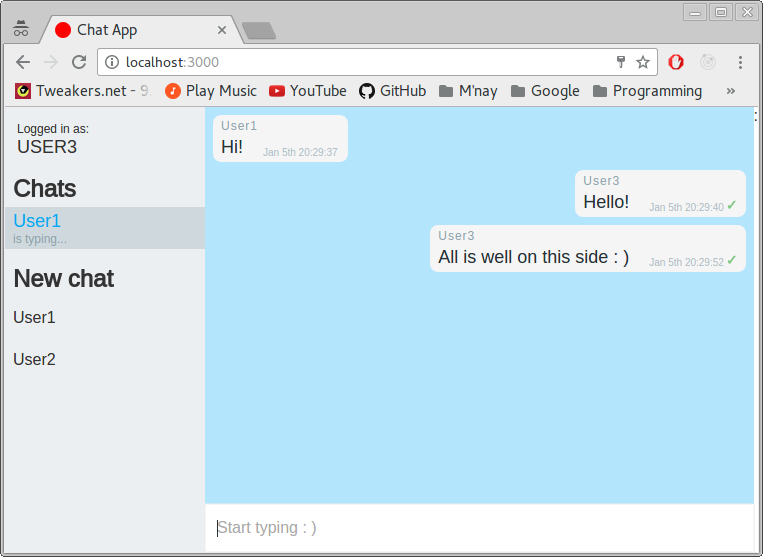 Chat App
localhost:3000
Tweakers.net - 9
Play Music
YouTube
GitHub
M'nay
Google
Programming
»
Logged in as:
USER3
Chats
User1
is typing...
New chat
User1
User2
User1
Hi! Jan 5th 20:29:37
User3
Hello! Jan 5th 20:29:40 ✓
User3
All is well on this side : ) Jan 5th 20:29:52 ✓
Start typing : )